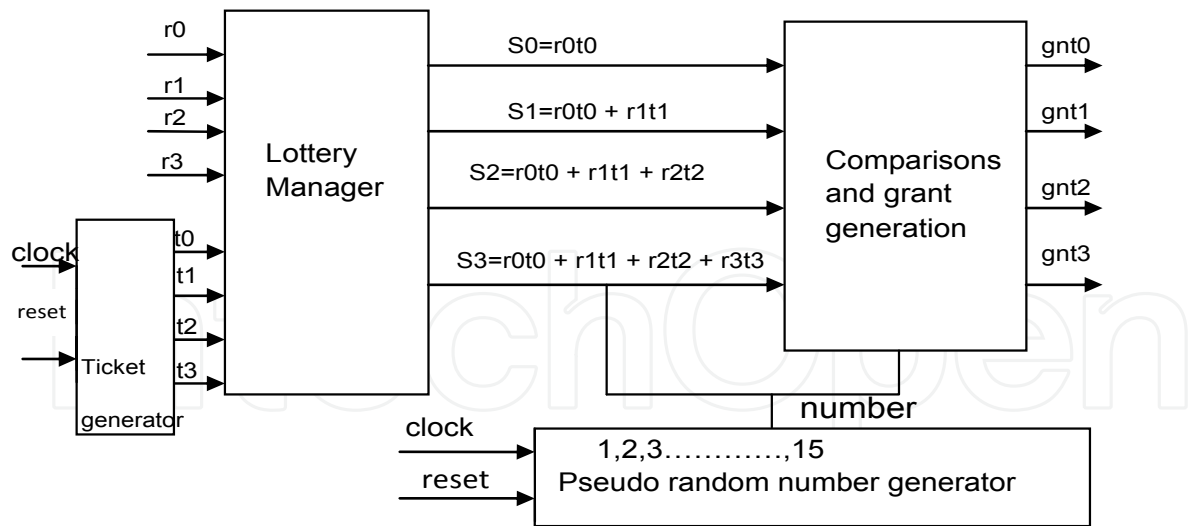 r0
r1
r2
r3
Lottery
Manager
S0=r0t0
S1=r0t0 + r1t1
S2=r0t0 + r1t1 + r2t2
S3=r0t0 + r1t1 + r2t2 + r3t3
Comparisons
and grant
generation
gnt0
gnt1
gnt2
gnt3
clock
reset
Ticket
generator
t0
t1
t2
t3
number
clock
reset
1,2,3…………,15
Pseudo random number generator
IntechOpen